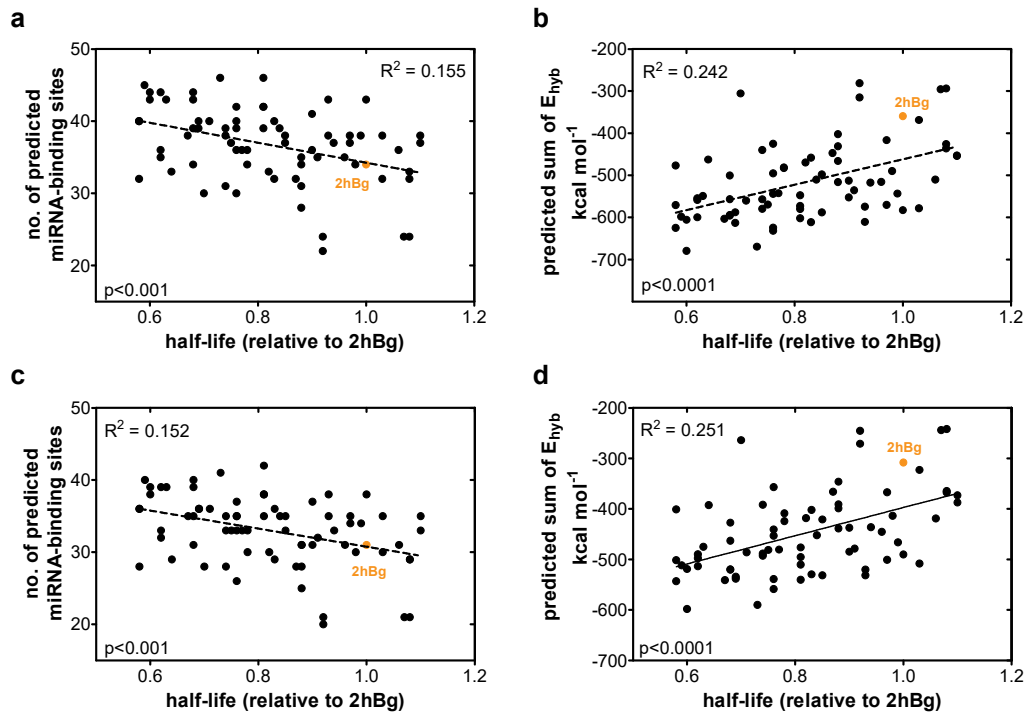 a
no. of predicted
miRNA-binding sites
50
40
30
20
R² = 0.155
2hBg
p<0.001
0.6 0.8 1.0 1.2
half-life (relative to 2hBg)
b
predicted sum of E_hyb
kcal mol⁻¹
-200
-300
-400
-500
-600
-700
-800
R² = 0.242
2hBg
p<0.0001
0.6 0.8 1.0 1.2
half-life (relative to 2hBg)
c
no. of predicted
miRNA-binding sites
50
40
30
20
R² = 0.152
2hBg
p<0.001
0.6 0.8 1.0 1.2
half-life (relative to 2hBg)
d
predicted sum of E_hyb
kcal mol⁻¹
-200
-300
-400
-500
-600
-700
R² = 0.251
2hBg
p<0.0001
0.6 0.8 1.0 1.2
half-life (relative to 2hBg)